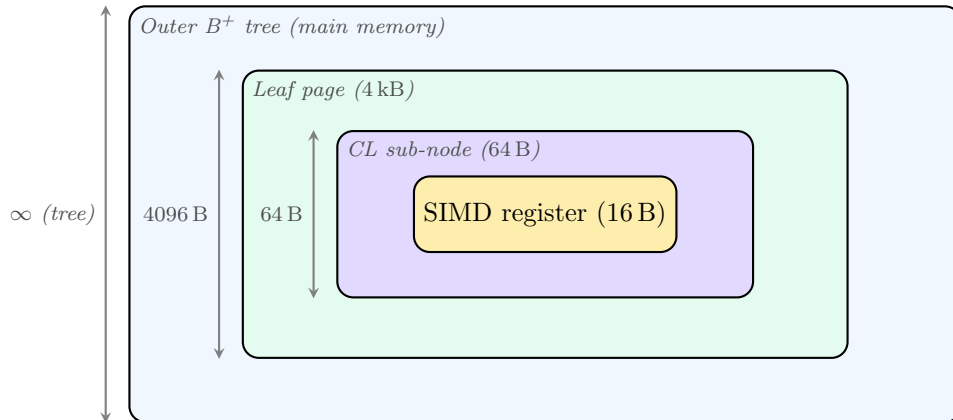 Outer B⁺ tree (main memory)
Leaf page (4 kB)
CL sub-node (64 B)
SIMD register (16 B)
∞ (tree)
4096 B
64 B